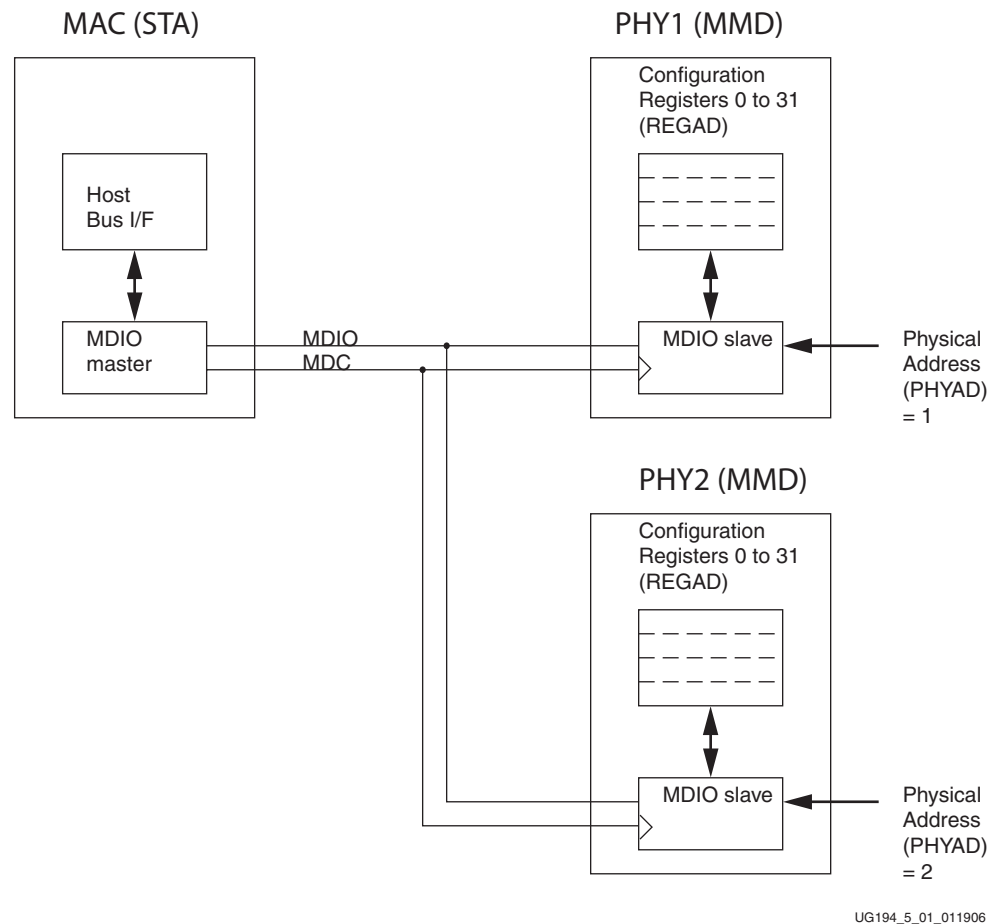 MAC (STA)
PHY1 (MMD)
Configuration
Registers 0 to 31
(REGAD)
Host
Bus I/F
MDIO
master
MDIO
MDC
MDIO slave
Physical
Address
(PHYAD)
= 1
PHY2 (MMD)
Configuration
Registers 0 to 31
(REGAD)
MDIO slave
Physical
Address
(PHYAD)
= 2
UG194_5_01_011906